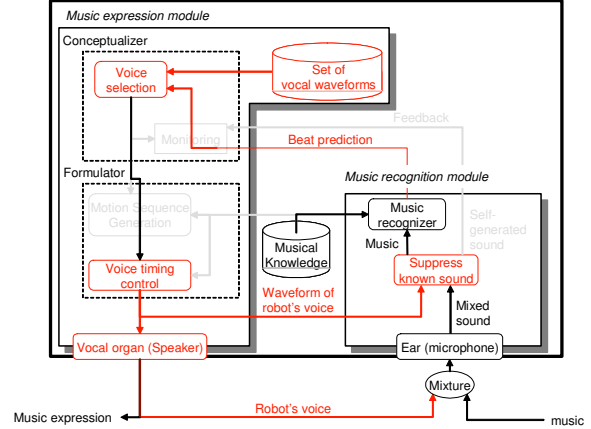 Music expression module
Conceptualizer
Voice
selection
Set of
vocal waveforms
Monitoring
Feedback
Beat prediction
Formulator
Music recognition module
Motion Sequence
Generation
Music
recognizer
Self-
generated
sound
Musical
Knowledge
Music
Voice timing
control
Suppress
known sound
Waveform of
robot's voice
Mixed
sound
Vocal organ (Speaker)
Ear (microphone)
Mixture
Robot's voice
Music expression
music